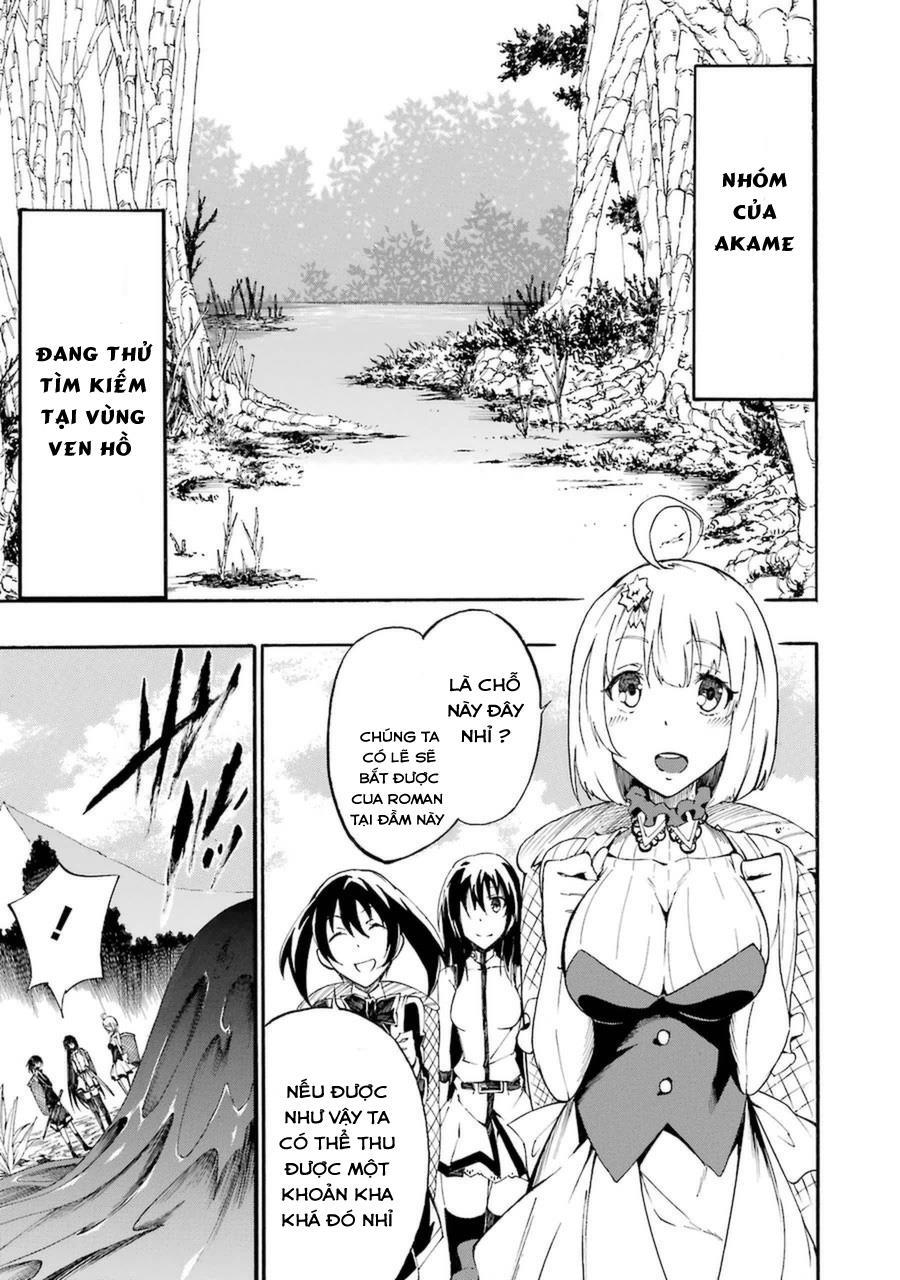 NHÓM
CỦA
AKAME
ĐANG THỬ
TÌM KIẾM
TẠI VÙNG
VEN HỒ
LÀ CHỖ
NÀY ĐÂY
NHỈ ?
CHÚNG TA
CÓ LẼ SẼ
BẮT ĐƯỢC
CUA ROMAN
TẠI ĐẦM NÀY
NẾU ĐƯỢC
NHƯ VẬY TA
CÓ THỂ THU
ĐƯỢC MỘT
KHOẢN KHA
KHÁ ĐÓ NHỈ
!